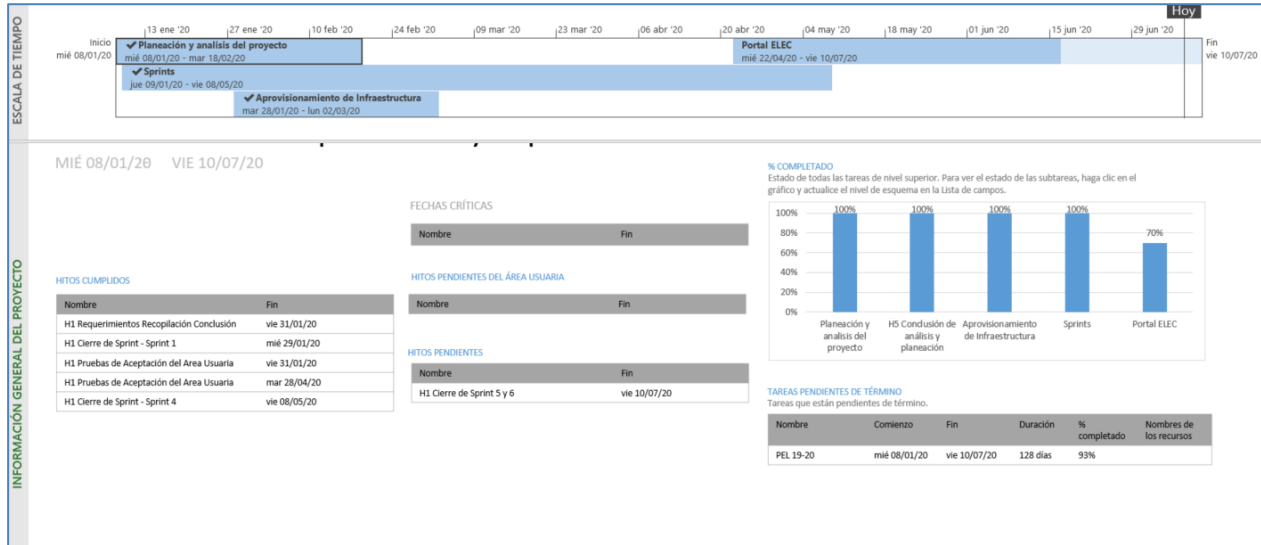 ESCALA DE TIEMPO
Hoy
13 ene '20 27 ene '20 10 feb '20 24 feb '20 09 mar '20 23 mar '20 06 abr '20 20 abr '20 04 may '20 18 may '20 01 jun '20 15 jun '20 29 jun '20
Inicio
mié 08/01/20
Planeación y analisis del proyecto
mié 08/01/20 - mar 18/02/20
Portal ELEC
mié 22/04/20 - vie 10/07/20
Fin
vie 10/07/20
Sprints
jue 09/01/20 - vie 08/05/20
Aprovisionamiento de Infraestructura
mar 28/01/20 - lun 02/03/20
INFORMACIÓN GENERAL DEL PROYECTO
MIÉ 08/01/20 VIE 10/07/20
HITOS CUMPLIDOS
Nombre Fin
H1 Requerimientos Recopilación Conclusión vie 31/01/20
H1 Cierre de Sprint - Sprint 1 mié 29/01/20
H1 Pruebas de Aceptación del Area Usuaria vie 31/01/20
H1 Pruebas de Aceptación del Area Usuaria mar 28/04/20
H1 Cierre de Sprint - Sprint 4 vie 08/05/20
FECHAS CRÍTICAS
Nombre Fin
HITOS PENDIENTES DEL ÁREA USUARIA
Nombre Fin
HITOS PENDIENTES
Nombre Fin
H1 Cierre de Sprint 5 y 6 vie 10/07/20
% COMPLETADO
Estado de todas las tareas de nivel superior. Para ver el estado de las subtareas, haga clic en el
gráfico y actualice el nivel de esquema en la Lista de campos.
100% 100% 100% 100% 100%
80% 70%
60%
40%
20%
0%
Planeación y H5 Conclusión de Aprovisionamiento Sprints Portal ELEC
analisis del análisis y de Infraestructura
proyecto planeación
TAREAS PENDIENTES DE TÉRMINO
Tareas que están pendientes de término.
Nombre Comienzo Fin Duración % Nombres de
completado los recursos
PEL 19-20 mié 08/01/20 vie 10/07/20 128 días 93%